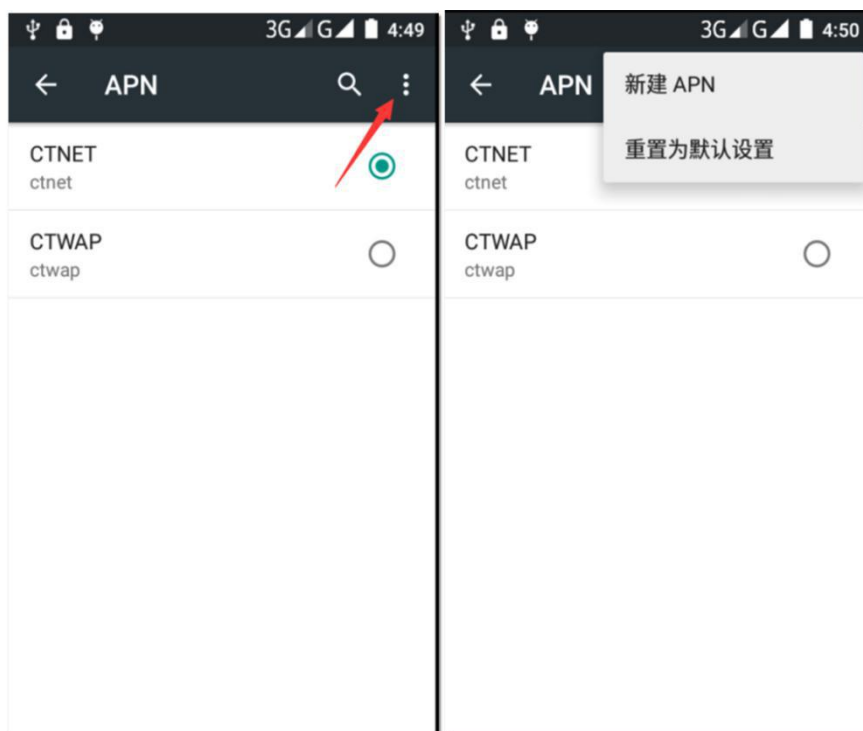 3G G 4:49
APN
CTNET
ctnet
CTWAP
ctwap
3G G 4:50
APN
新建 APN
重置为默认设置
CTNET
ctnet
CTWAP
ctwap